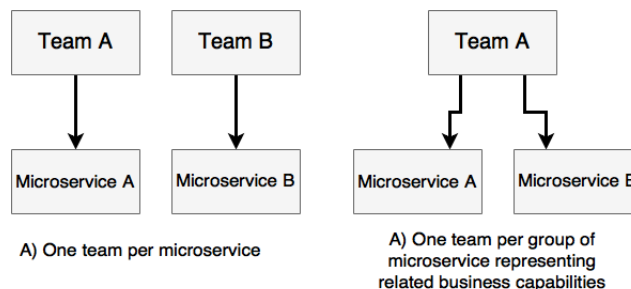 Team A
Team B
Team A
Microservice A
Microservice B
Microservice A
Microservice B
A) One team per microservice
A) One team per group of
microservice representing
related business capabilities